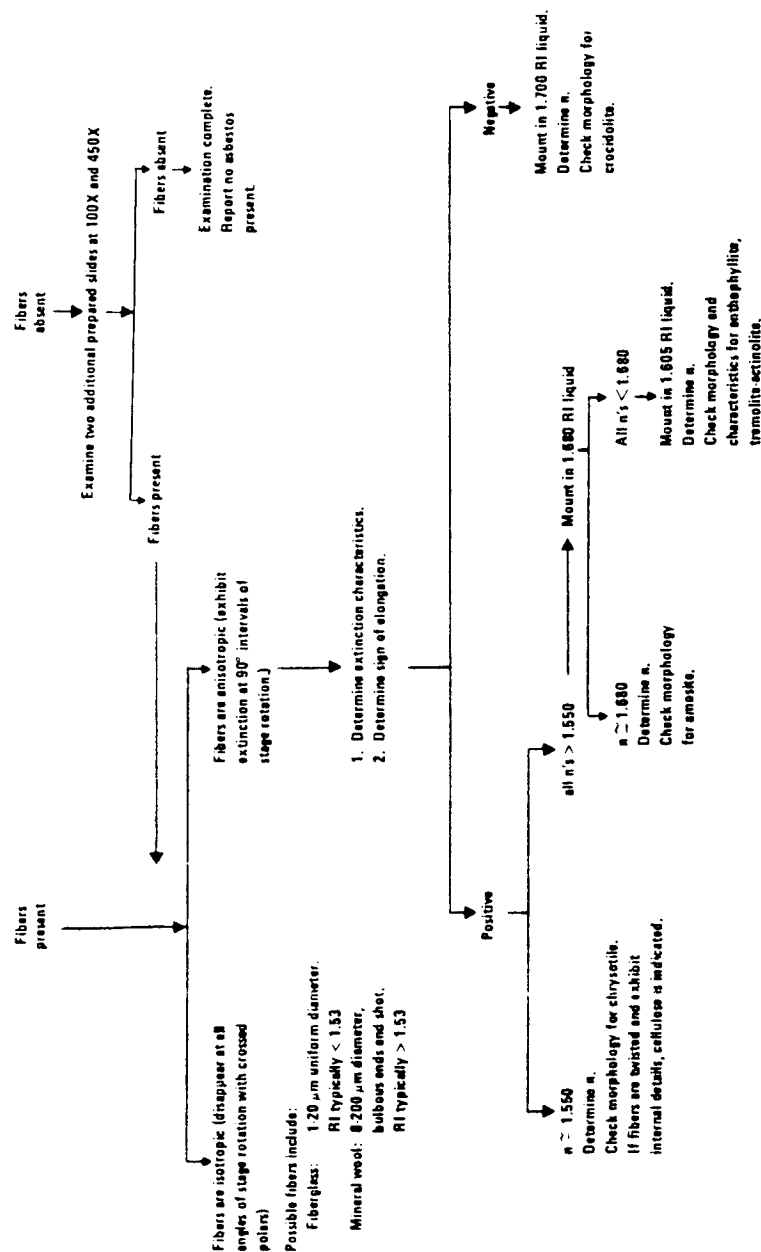 Fibers
present
Fibers
absent
Examine two additional prepared slides at 100X and 450X
Fibers present
Fibers absent
Examination complete.
Report no asbestos
present.
Fibers are isotropic (disappear at all
angles of stage rotation with crossed
polars)
Possible fibers include:
Fiberglass: 1-20 μm uniform diameter.
RI typically < 1.53
Mineral wool: 8-200 μm diameter,
bulbous ends and shot.
RI typically > 1.53
Fibers are anisotropic (exhibit
extinction at 90° intervals of
stage rotation.)
1. Determine extinction characteristics.
2. Determine sign of elongation.
Positive
Negative
n ≃ 1.550
Determine n.
Check morphology for chrysotile.
If fibers are twisted and exhibit
internal details, cellulose is indicated.
all n's > 1.550
Mount in 1.680 RI liquid
n ≃ 1.680
Determine n.
Check morphology
for amosite.
All n's < 1.680
Mount in 1.605 RI liquid.
Determine n.
Check morphology and
characteristics for anthophyllite,
tremolite-actinolite.
Mount in 1.700 RI liquid.
Determine n.
Check morphology for
crocidolite.